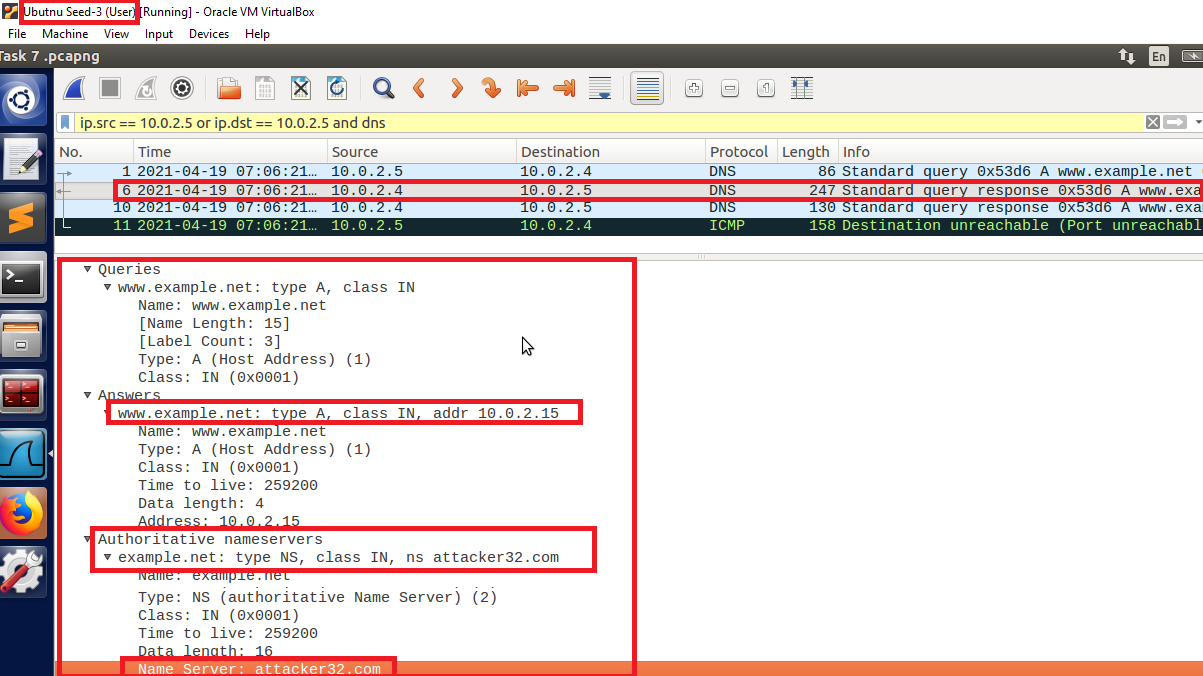 Ubutnu Seed-3 (User) [Running] - Oracle VM VirtualBox
File Machine View Input Devices Help
Task 7 .pcapng
En
ip.src == 10.0.2.5 or ip.dst == 10.0.2.5 and dns
No. Time Source Destination Protocol Length Info
1 2021-04-19 07:06:21… 10.0.2.5 10.0.2.4 DNS 86 Standard query 0x53d6 A www.example.net
6 2021-04-19 07:06:21… 10.0.2.4 10.0.2.5 DNS 247 Standard query response 0x53d6 A www.exa
10 2021-04-19 07:06:21… 10.0.2.4 10.0.2.5 DNS 130 Standard query response 0x53d6 A www.exa
11 2021-04-19 07:06:21… 10.0.2.5 10.0.2.4 ICMP 158 Destination unreachable (Port unreachabl
Queries
www.example.net: type A, class IN
Name: www.example.net
[Name Length: 15]
[Label Count: 3]
Type: A (Host Address) (1)
Class: IN (0x0001)
Answers
www.example.net: type A, class IN, addr 10.0.2.15
Name: www.example.net
Type: A (Host Address) (1)
Class: IN (0x0001)
Time to live: 259200
Data length: 4
Address: 10.0.2.15
Authoritative nameservers
example.net: type NS, class IN, ns attacker32.com
Name: example.net
Type: NS (authoritative Name Server) (2)
Class: IN (0x0001)
Time to live: 259200
Data length: 16
Name Server: attacker32.com